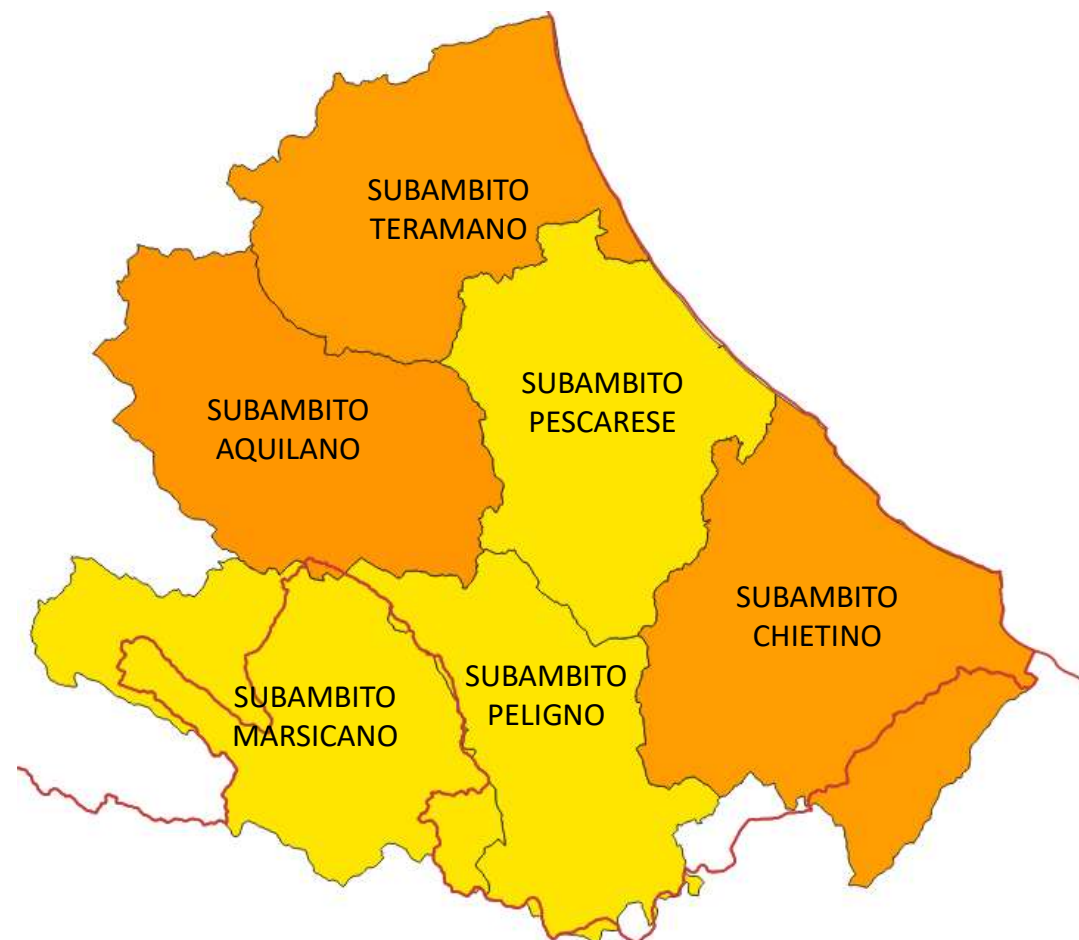 SUBAMBITO
TERAMANO
SUBAMBITO
PESCARESE
SUBAMBITO
AQUILANO
SUBAMBITO
CHIETINO
SUBAMBITO
PELIGNO
SUBAMBITO
MARSICANO